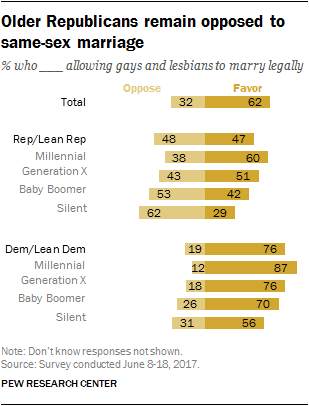 Older Republicans remain opposed to
same-sex marriage
% who ___ allowing gays and lesbians to marry legally
Oppose Favor
Total 32 62
Rep/Lean Rep 48 47
Millennial 38 60
Generation X 43 51
Baby Boomer 53 42
Silent 62 29
Dem/Lean Dem 19 76
Millennial 12 87
Generation X 18 76
Baby Boomer 26 70
Silent 31 56
Note: Don't know responses not shown.
Source: Survey conducted June 8-18, 2017.
PEW RESEARCH CENTER